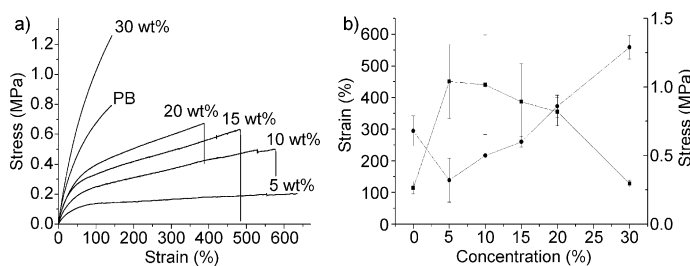 a)
30 wt%
PB
20 wt%
15 wt%
10 wt%
5 wt%
1.2
1.0
0.8
0.6
0.4
0.2
0.0
Stress (MPa)
0 100 200 300 400 500 600
Strain (%)
b)
600
500
400
300
200
100
0
Strain (%)
1.5
1.0
0.5
0.0
Stress (MPa)
0 5 10 15 20 25 30
Concentration (%)